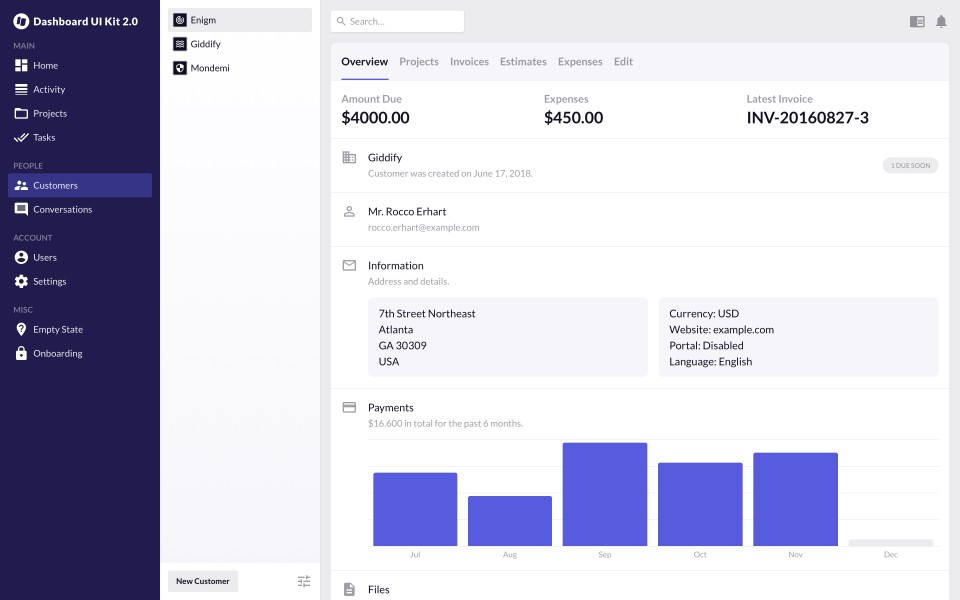 Dashboard UI Kit 2.0
MAIN
Home
Activity
Projects
Tasks
PEOPLE
Customers
Conversations
ACCOUNT
Users
Settings
MISC
Empty State
Onboarding
Enigm
Giddify
Mondemi
New Customer
Search...
Overview Projects Invoices Estimates Expenses Edit
Amount Due Expenses Latest Invoice
$4000.00 $450.00 INV-20160827-3
Giddify
Customer was created on June 17, 2018.
1 DUE SOON
Mr. Rocco Erhart
rocco.erhart@example.com
Information
Address and details.
7th Street Northeast
Atlanta
GA 30309
USA
Currency: USD
Website: example.com
Portal: Disabled
Language: English
Payments
$16.600 in total for the past 6 months.
Jul Aug Sep Oct Nov Dec
Files